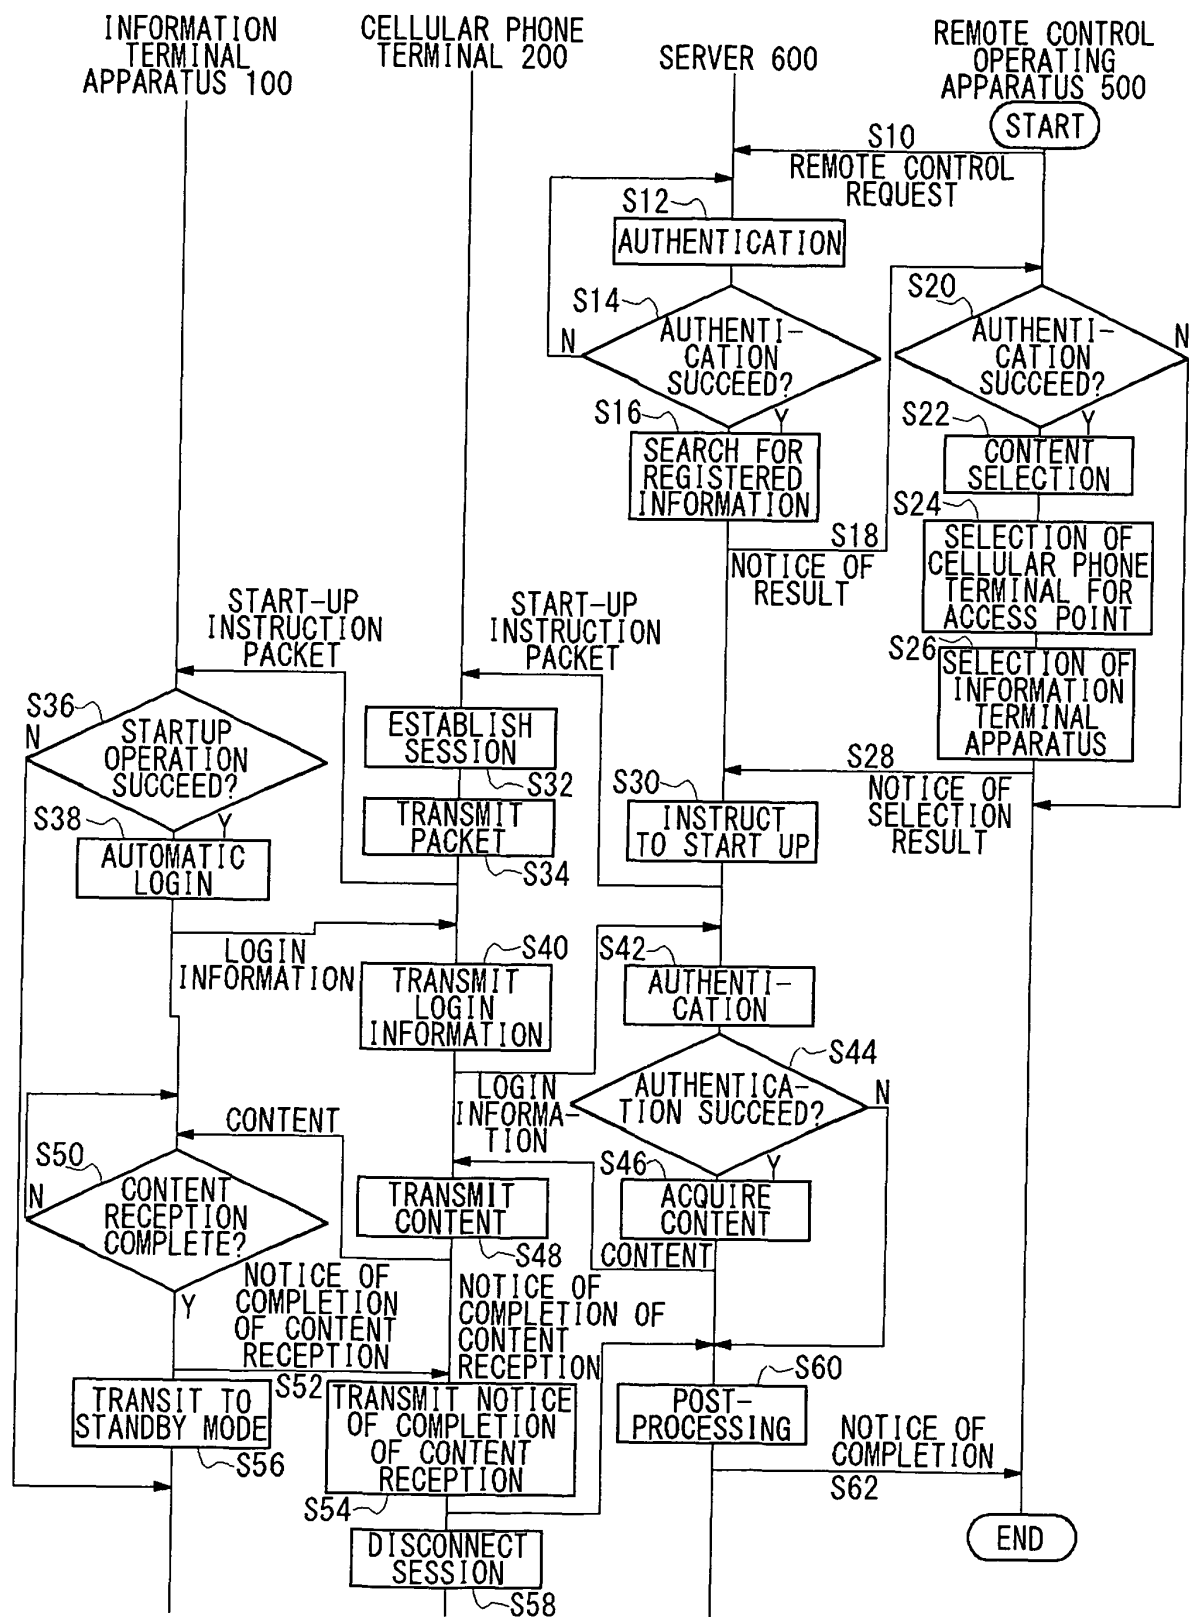 INFORMATION
TERMINAL
APPARATUS 100
CELLULAR PHONE
TERMINAL 200
SERVER 600
REMOTE CONTROL
OPERATING
APPARATUS 500
START
S10
REMOTE CONTROL
REQUEST
S12
AUTHENTICATION
S14
AUTHENTI-
CATION
SUCCEED?
N
Y
S20
AUTHENTI-
CATION
SUCCEED?
N
Y
S16
SEARCH FOR
REGISTERED
INFORMATION
S22
CONTENT
SELECTION
S18
NOTICE OF
RESULT
S24
SELECTION OF
CELLULAR PHONE
TERMINAL FOR
ACCESS POINT
S26
SELECTION OF
INFORMATION
TERMINAL
APPARATUS
START-UP
INSTRUCTION
PACKET
START-UP
INSTRUCTION
PACKET
S36
N
STARTUP
OPERATION
SUCCEED?
Y
ESTABLISH
SESSION
S32
S28
NOTICE OF
SELECTION
RESULT
S30
INSTRUCT
TO START UP
TRANSMIT
PACKET
S34
S38
AUTOMATIC
LOGIN
LOGIN
INFORMATION
S40
TRANSMIT
LOGIN
INFORMATION
S42
AUTHENTI-
CATION
S44
AUTHENTICA-
TION SUCCEED?
N
Y
LOGIN
INFORMA-
TION
CONTENT
S50
N
CONTENT
RECEPTION
COMPLETE?
Y
TRANSMIT
CONTENT
S48
S46
ACQUIRE
CONTENT
CONTENT
NOTICE OF
COMPLETION
OF CONTENT
RECEPTION
S52
NOTICE OF
COMPLETION OF
CONTENT
RECEPTION
TRANSIT TO
STANDBY MODE
S56
TRANSMIT NOTICE
OF COMPLETION
OF CONTENT
RECEPTION
S54
S60
POST-
PROCESSING
NOTICE OF
COMPLETION
S62
DISCONNECT
SESSION
S58
END